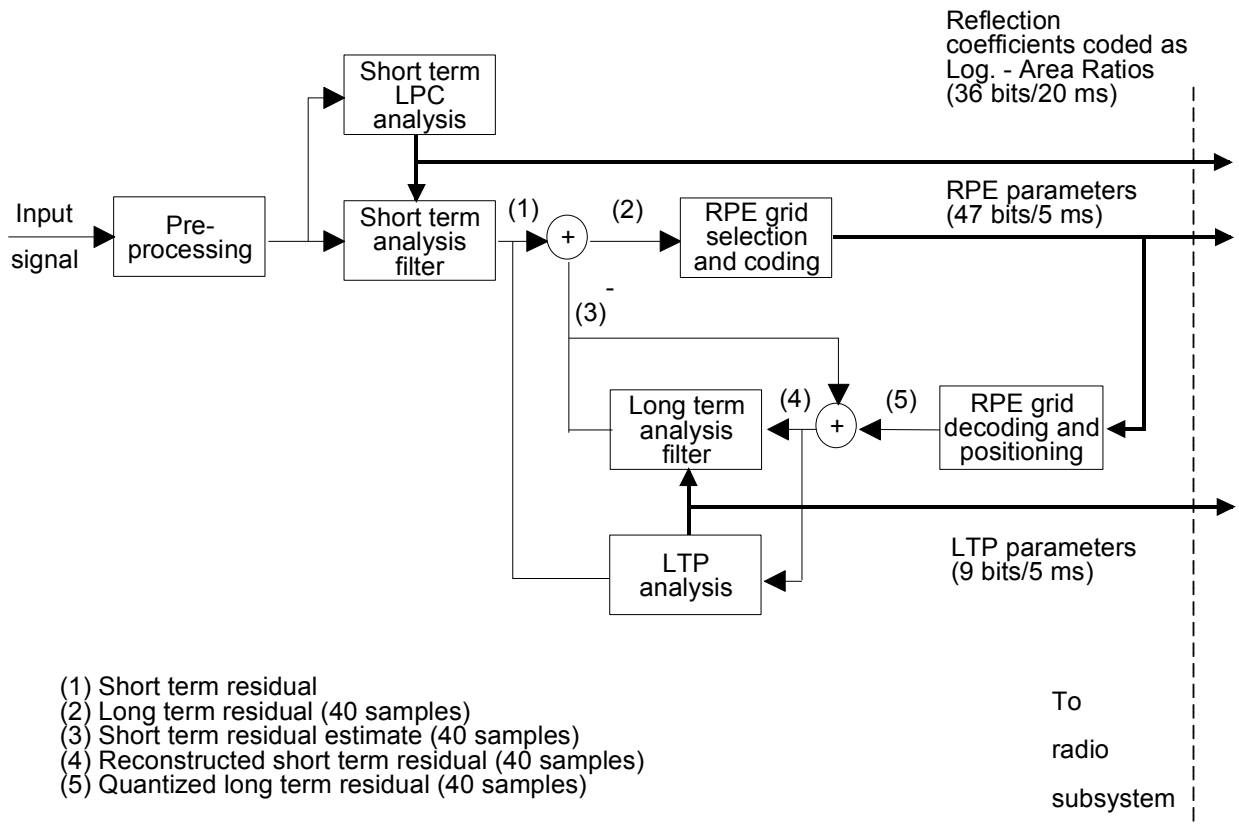 Reflection
coefficients coded as
Log. - Area Ratios
(36 bits/20 ms)
Short term
LPC
analysis
Input
signal
Pre-
processing
Short term
analysis
filter
(1)
+
(2)
RPE grid
selection
and coding
RPE parameters
(47 bits/5 ms)
-
(3)
Long term
analysis
filter
(4)
+
(5)
RPE grid
decoding and
positioning
LTP
analysis
LTP parameters
(9 bits/5 ms)
(1) Short term residual
(2) Long term residual (40 samples)
(3) Short term residual estimate (40 samples)
(4) Reconstructed short term residual (40 samples)
(5) Quantized long term residual (40 samples)
To
radio
subsystem